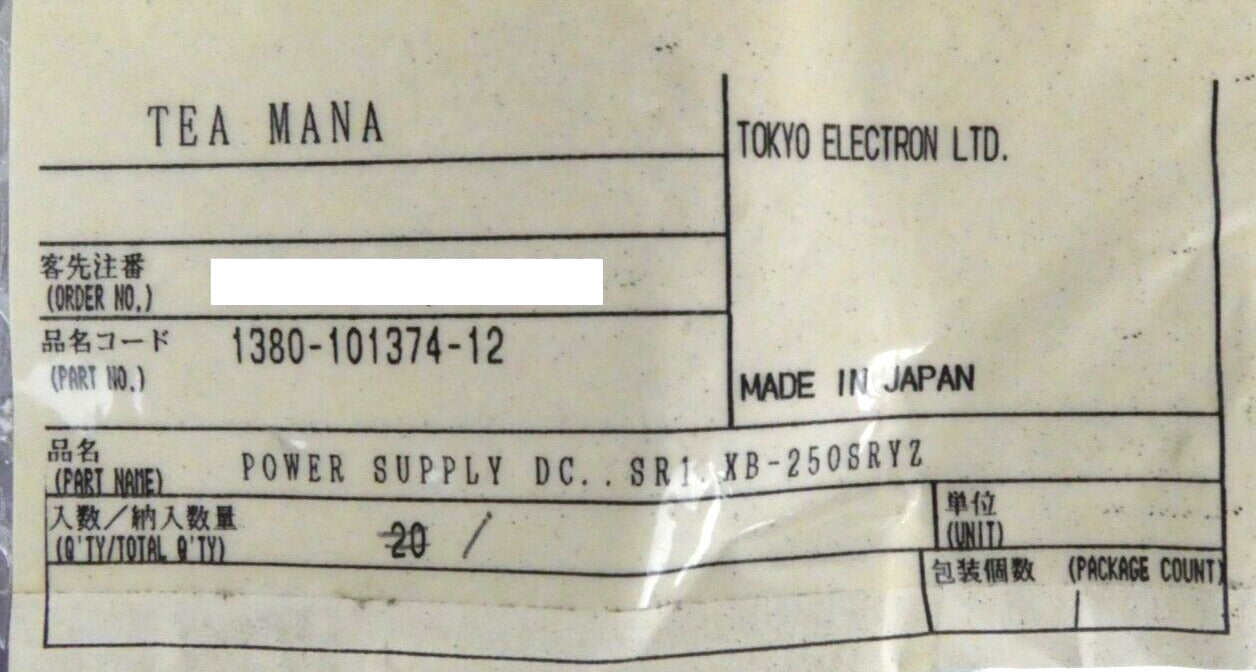 TEA MANA
TOKYO ELECTRON LTD.
客先注番
(ORDER NO.)
品名コード
1380-101374-12
(PART NO.)
MADE IN JAPAN
品名
(PART NAME)
POWER SUPPLY DC..SR1.XB-250SRYZ
入数/納入数量
(Q'TY/TOTAL Q'TY)
20 /
単位
(UNIT)
包装個数 (PACKAGE COUNT)